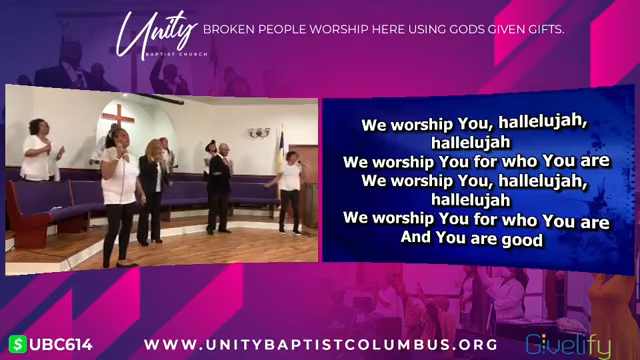 Unity
BAPTIST CHURCH
BROKEN PEOPLE WORSHIP HERE USING GODS GIVEN GIFTS.
We worship You, hallelujah,
hallelujah
We worship You for who You are
We worship You, hallelujah,
hallelujah
We worship You for who You are
And You are good
$ UBC614
WWW.UNITYBAPTISTCOLUMBUS.ORG
Givelify